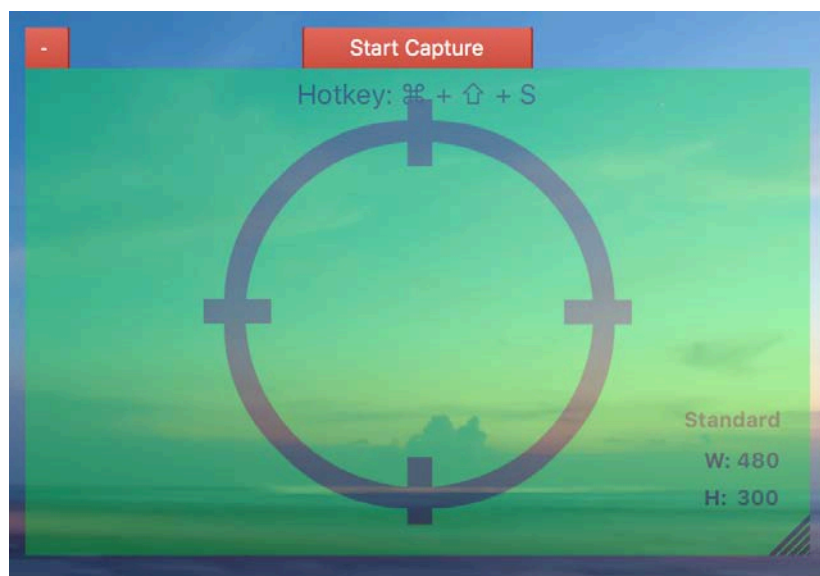 -
Start Capture
Hotkey: ⌘ + ⇧ + S
Standard
W: 480
H: 300